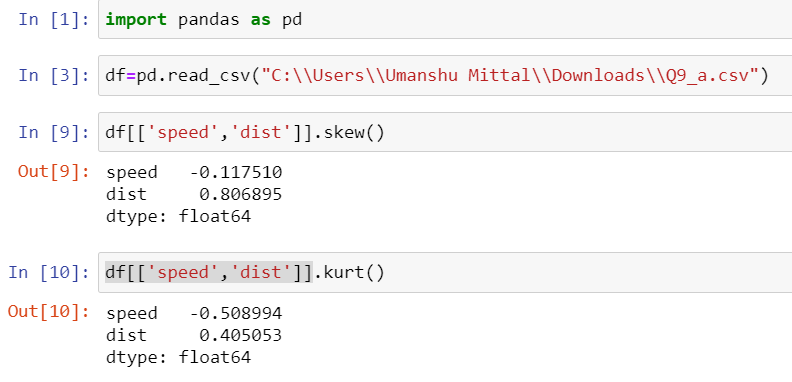 In [1]: import pandas as pd
In [3]: df=pd.read_csv("C:\\Users\\Umanshu Mittal\\Downloads\\Q9_a.csv")
In [9]: df[['speed','dist']].skew()
Out[9]: speed   -0.117510
dist     0.806895
dtype: float64
In [10]: df[['speed','dist']].kurt()
Out[10]: speed   -0.508994
dist     0.405053
dtype: float64